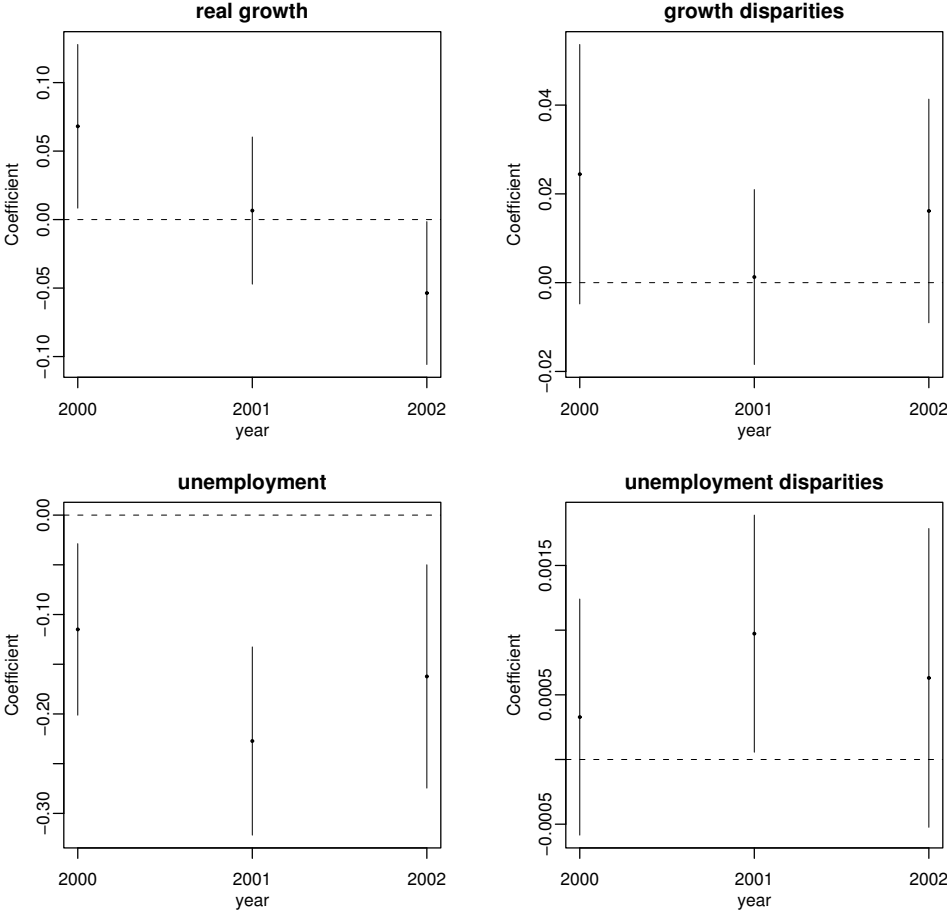 real growth
Coefficient
0.10
0.05
0.00
−0.05
−0.10
2000 2001 2002
year
growth disparities
Coefficient
0.04
0.02
0.00
−0.02
2000 2001 2002
year
unemployment
Coefficient
0.00
−0.10
−0.20
−0.30
2000 2001 2002
year
unemployment disparities
Coefficient
0.0015
0.0005
−0.0005
2000 2001 2002
year